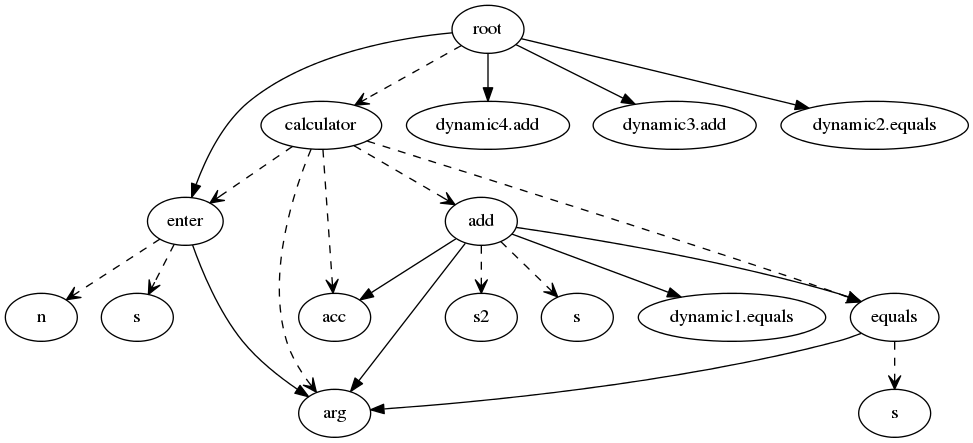 root
calculator
dynamic4.add
dynamic3.add
dynamic2.equals
enter
add
n
s
acc
s2
s
dynamic1.equals
equals
arg
s